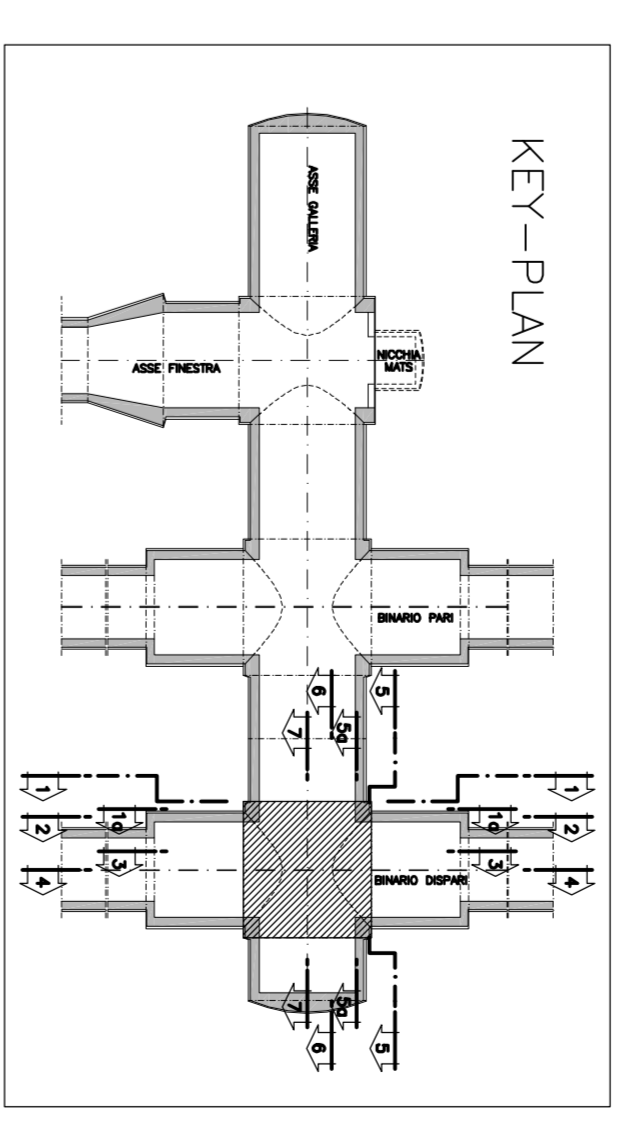 KEY-PLAN
ASSE GALLERIA
NICCHIA
MATS
ASSE FINESTRA
BINARIO PARI
5
6
5a
7
1
1
1a
1a
2
2
3
3
4
4
BINARIO DISPARI
7
5a
6
5